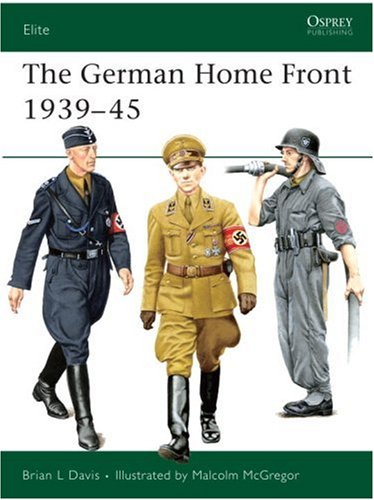 Elite
OSPREY
PUBLISHING
The German Home Front
1939–45
Brian L Davis • Illustrated by Malcolm McGregor